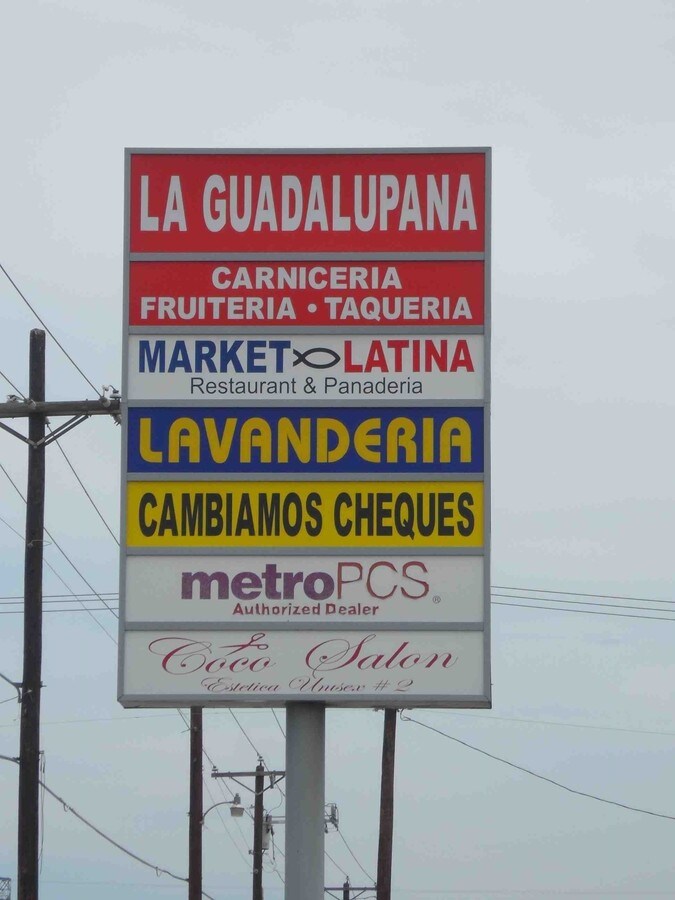 LA GUADALUPANA
CARNICERIA
FRUITERIA • TAQUERIA
MARKET LATINA
Restaurant & Panaderia
LAVANDERIA
CAMBIAMOS CHEQUES
metroPCS®
Authorized Dealer
Coco Salon
Estetica Unisex # 2